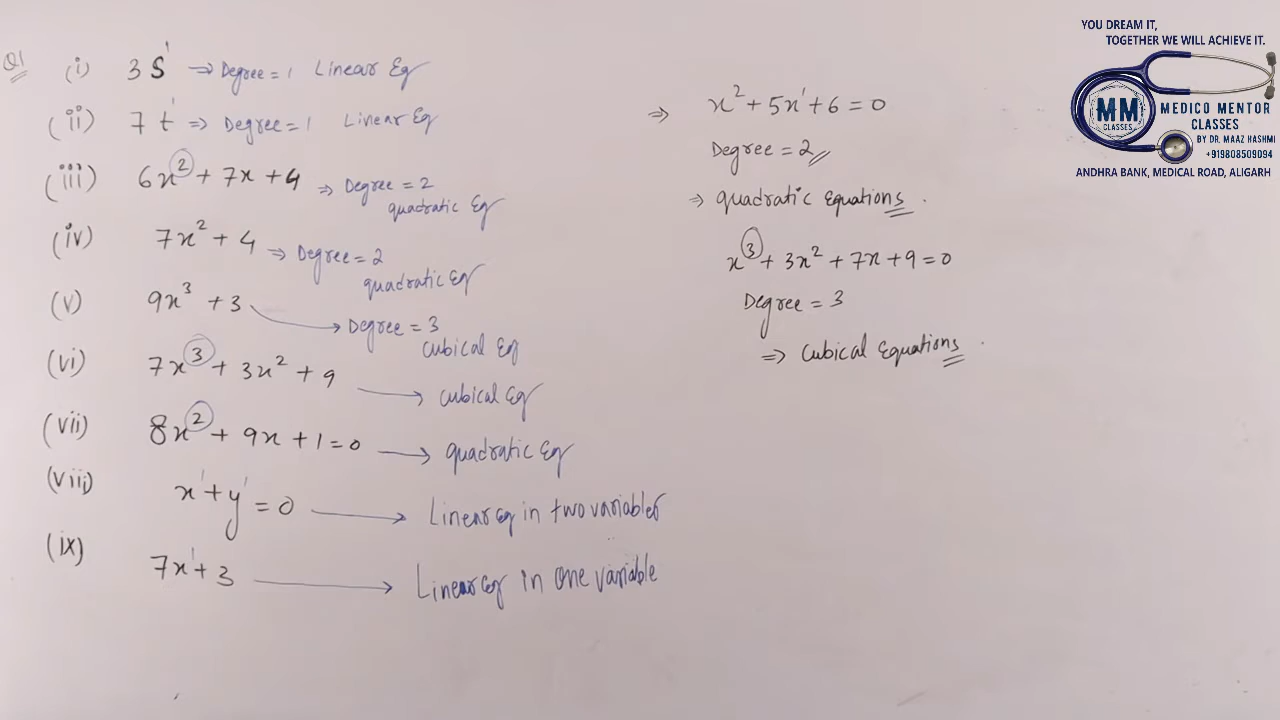 Q1
(i) 3 S¹ ⇒ Degree = 1 Linear Eq
(ii) 7 t¹ ⇒ Degree = 1 Linear Eq
(iii) 6x² + 7x + 4 ⇒ Degree = 2
quadratic Eq
(iv) 7x² + 4 ⇒ Degree = 2
quadratic Eq
(v) 9x³ + 3 → Degree = 3
cubical Eq
(vi) 7x³ + 3x² + 9 → cubical Eq
(vii) 8x² + 9x + 1 = 0 → quadratic Eq
(viii) x¹ + y¹ = 0 → Linear Eq in two variables
(ix) 7x¹ + 3 → Linear Eq in one variable
⇒ x² + 5x¹ + 6 = 0
Degree = 2
⇒ quadratic Equations.
x³ + 3x² + 7x + 9 = 0
Degree = 3
⇒ Cubical Equations.
YOU DREAM IT,
TOGETHER WE WILL ACHIEVE IT.
MM
CLASSES
MEDICO MENTOR
CLASSES
BY DR. MAAZ HASHMI
+919808509094
ANDHRA BANK, MEDICAL ROAD, ALIGARH